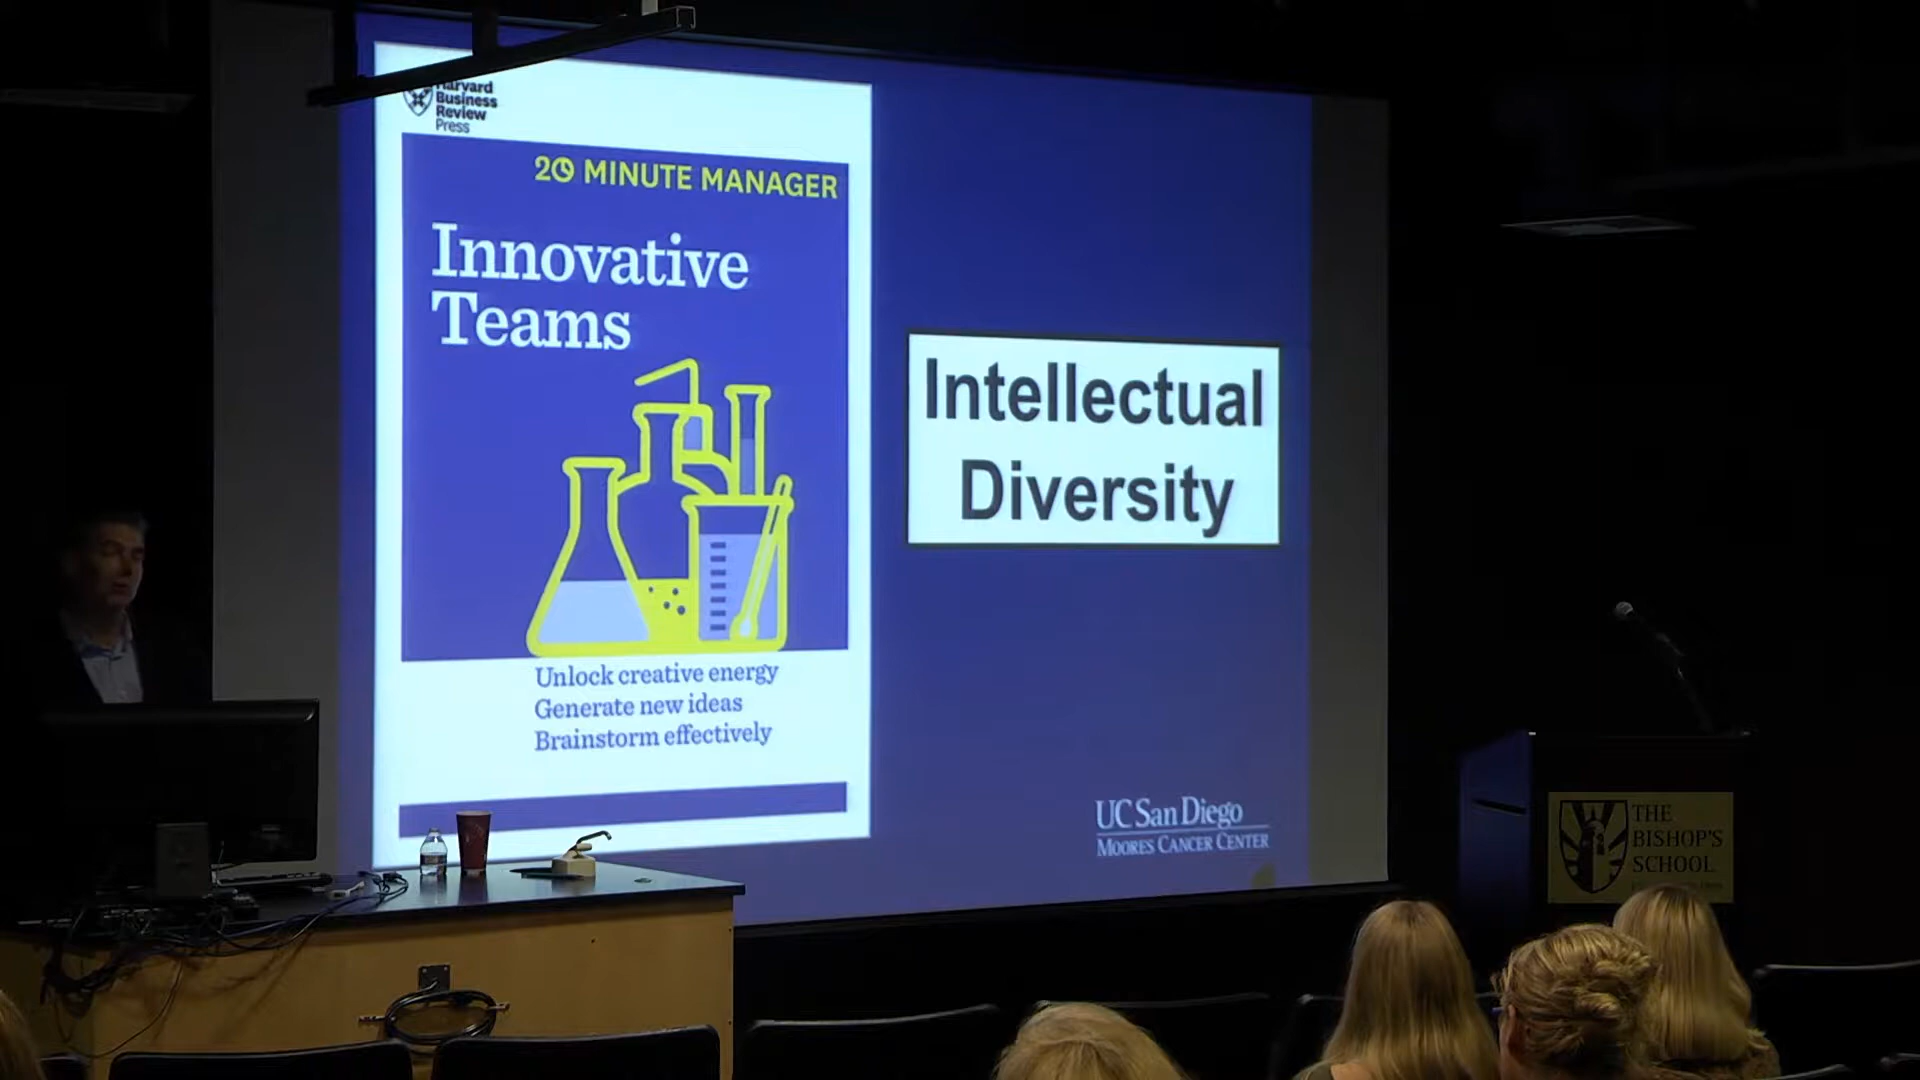 Harvard
Business
Review
Press
20 MINUTE MANAGER
Innovative
Teams
Unlock creative energy
Generate new ideas
Brainstorm effectively
Intellectual
Diversity
UC San Diego
MOORES CANCER CENTER
THE
BISHOP'S
SCHOOL